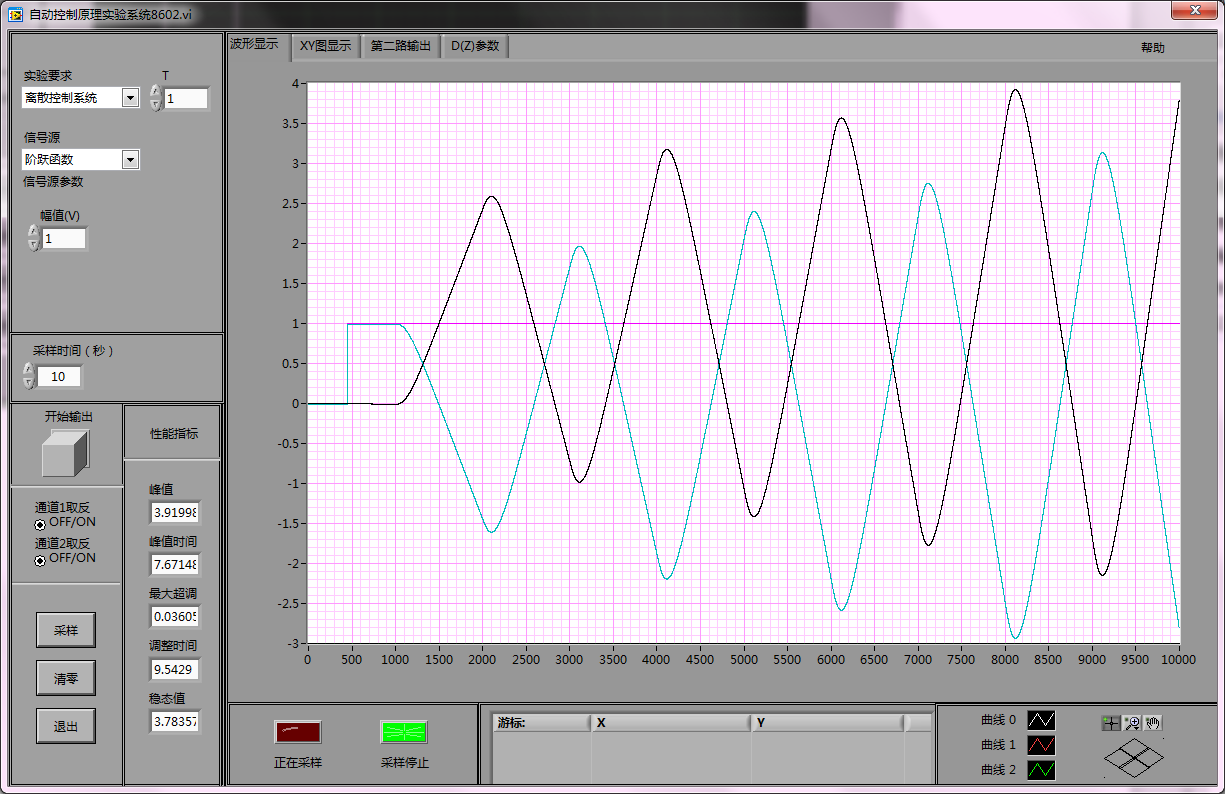 自动控制原理实验系统8602.vi
波形显示 XY图显示 第二路输出 D(Z)参数 帮助
实验要求 T
离散控制系统 1
信号源
阶跃函数
信号源参数
幅值(V)
1
采样时间（秒）
10
开始输出
性能指标
通道1取反
OFF/ON
通道2取反
OFF/ON
采样
清零
退出
峰值
3.91998
峰值时间
7.67148
最大超调
0.03605
调整时间
9.5429
稳态值
3.78357
4
3.5
3
2.5
2
1.5
1
0.5
0
-0.5
-1
-1.5
-2
-2.5
-3
0 500 1000 1500 2000 2500 3000 3500 4000 4500 5000 5500 6000 6500 7000 7500 8000 8500 9000 9500 10000
正在采样 采样停止
游标: X Y
曲线 0
曲线 1
曲线 2